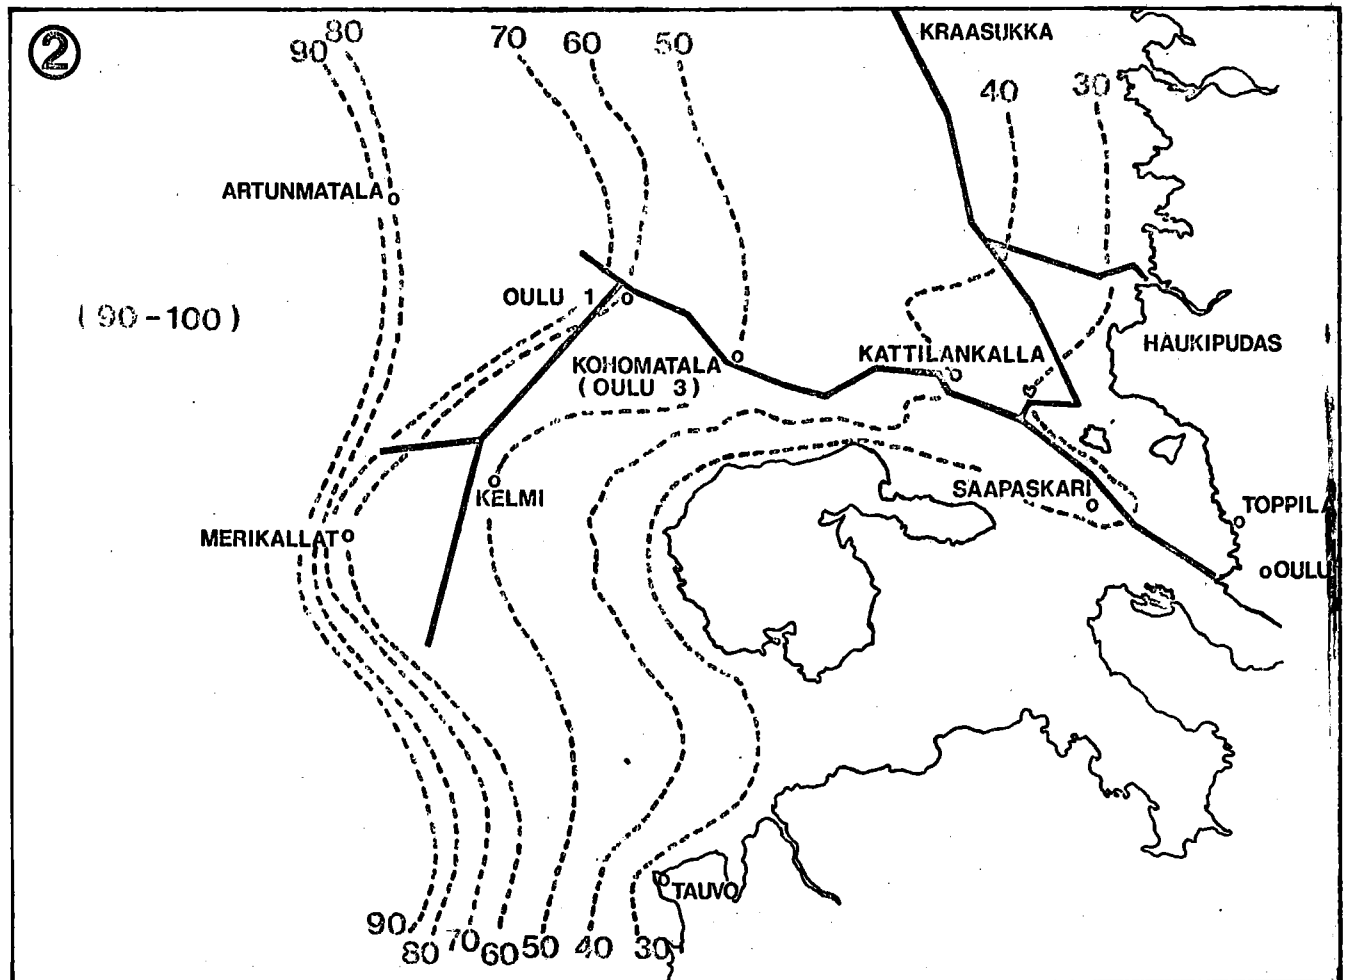 ②
80
90
70
60
50
KRAASUKKA
40
30
ARTUNMATALA
(90-100)
OULU 1
HAUKIPUDAS
KATTILANKALLA
KOHOMATALA
(OULU 3)
KELMI
SAAPASKARI
TOPPILA
MERIKALLAT
OULU
TAUVO
90
80
70
60
50
40
30